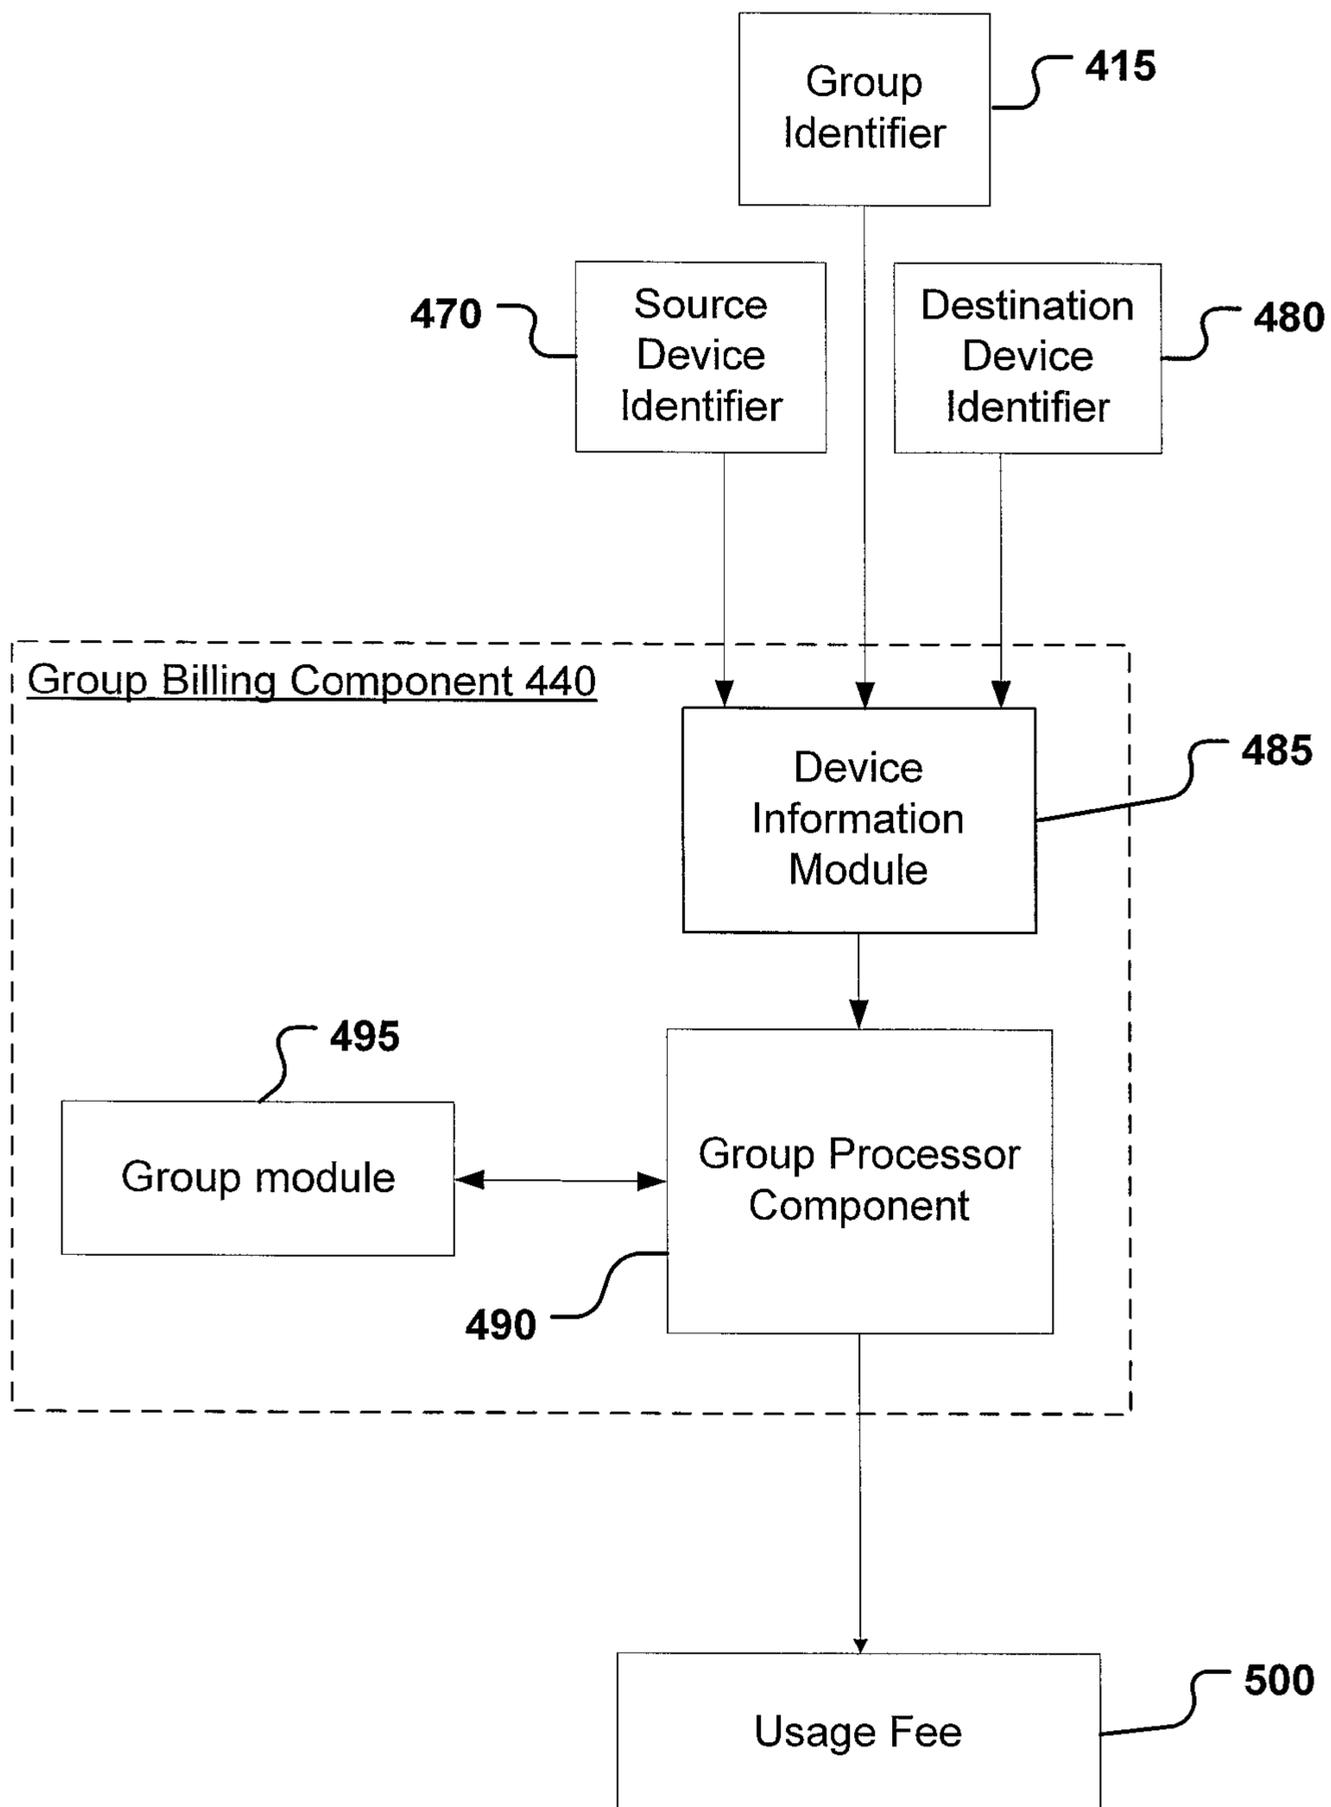 Group
Identifier
415
470
Source
Device
Identifier
Destination
Device
Identifier
480
Group Billing Component 440
Device
Information
Module
485
495
Group module
Group Processor
Component
490
Usage Fee
500